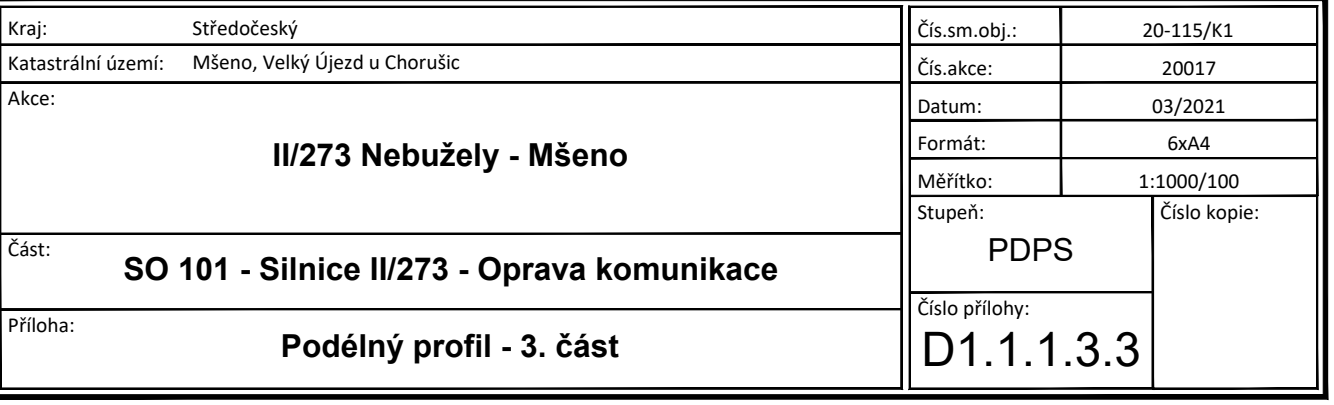 Kraj: Středočeský
Katastrální území: Mšeno, Velký Újezd u Chorušic
Akce:
II/273 Nebužely - Mšeno
Část:
SO 101 - Silnice II/273 - Oprava komunikace
Příloha:
Podélný profil - 3. část
Čís.sm.obj.: 20-115/K1
Čís.akce: 20017
Datum: 03/2021
Formát: 6xA4
Měřítko: 1:1000/100
Stupeň:
PDPS
Číslo kopie:
Číslo přílohy:
D1.1.1.3.3